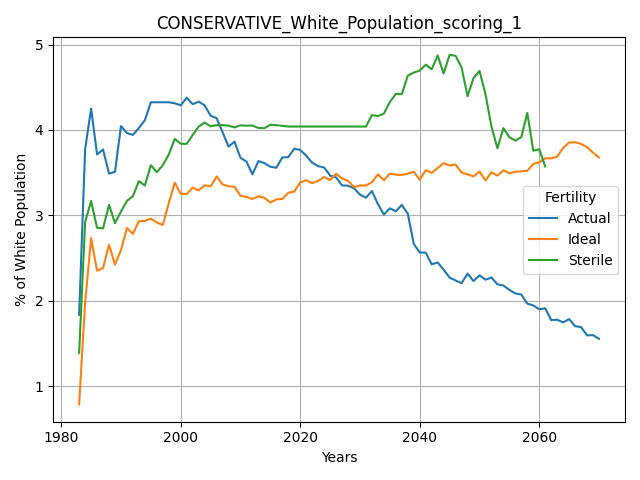 CONSERVATIVE_White_Population_scoring_1
% of White Population
5
4
3
2
1
Fertility
Actual
Ideal
Sterile
1980 2000 2020 2040 2060
Years